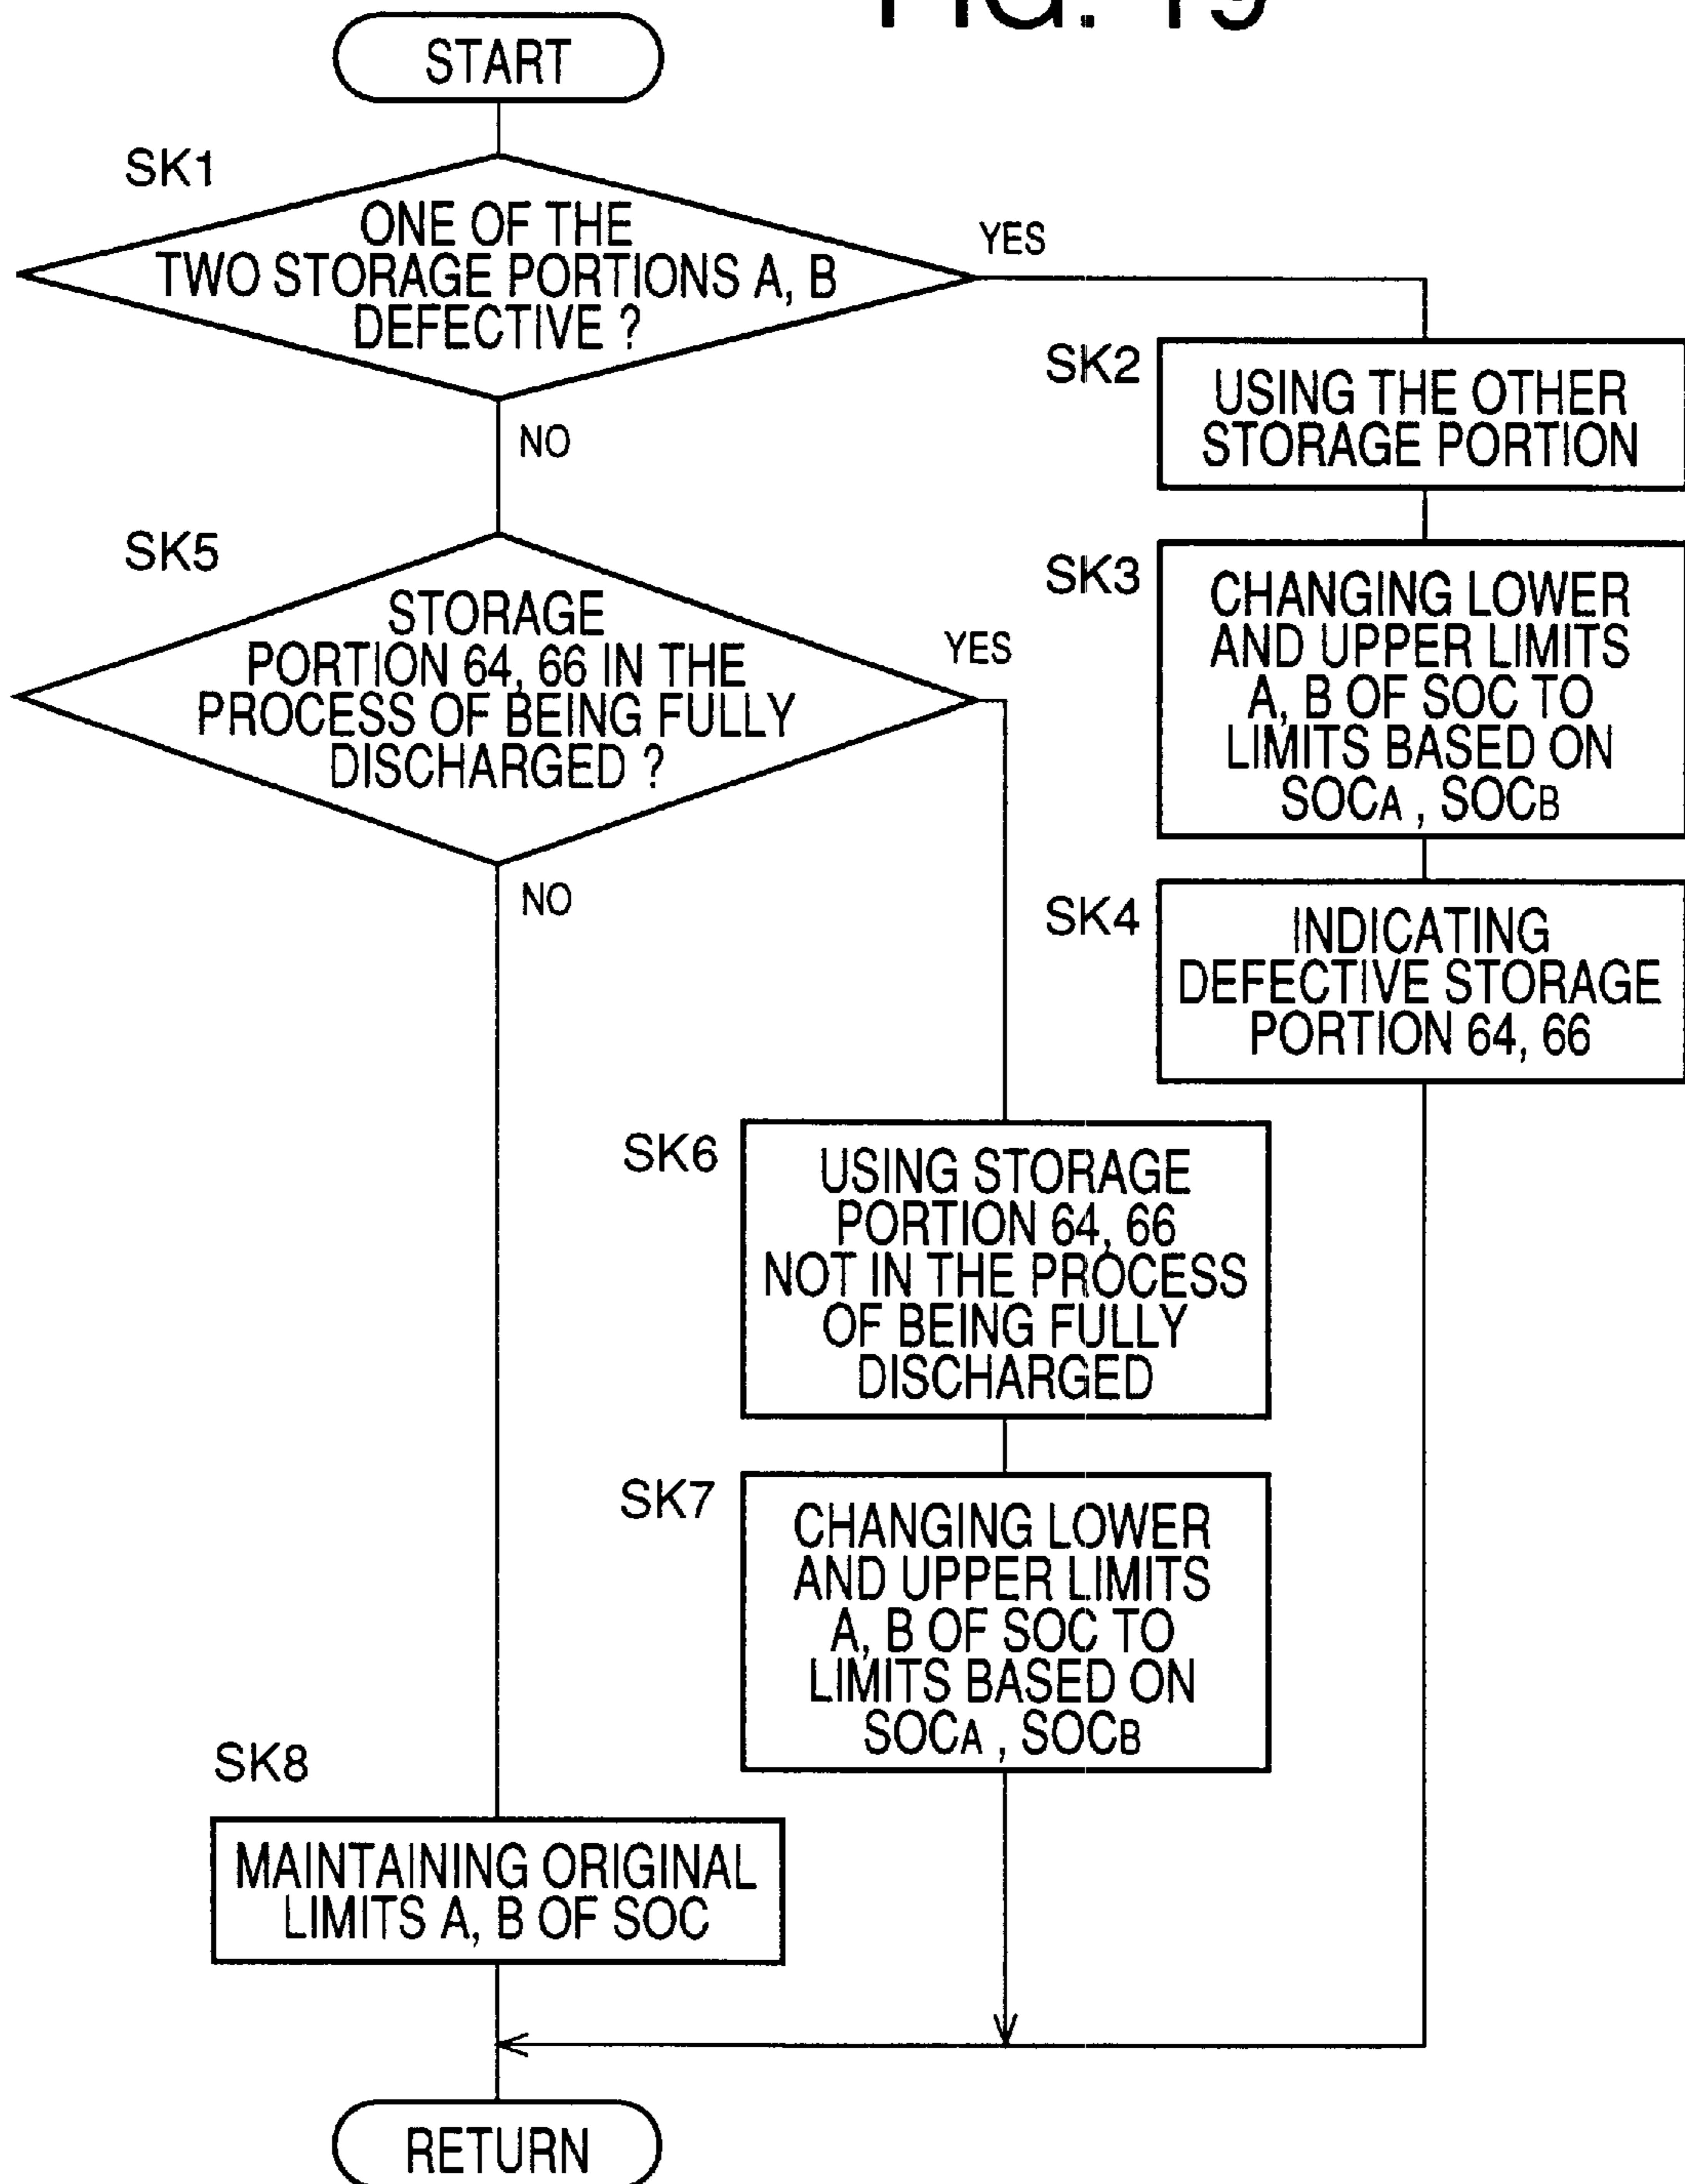 FIG. 19
START
SK1
ONE OF THE
TWO STORAGE PORTIONS A, B
DEFECTIVE ?
YES
NO
SK2
USING THE OTHER
STORAGE PORTION
SK3
CHANGING LOWER
AND UPPER LIMITS
A, B OF SOC TO
LIMITS BASED ON
SOCA , SOCB
SK4
INDICATING
DEFECTIVE STORAGE
PORTION 64, 66
SK5
STORAGE
PORTION 64, 66 IN THE
PROCESS OF BEING FULLY
DISCHARGED ?
YES
NO
SK6
USING STORAGE
PORTION 64, 66
NOT IN THE PROCESS
OF BEING FULLY
DISCHARGED
SK7
CHANGING LOWER
AND UPPER LIMITS
A, B OF SOC TO
LIMITS BASED ON
SOCA , SOCB
SK8
MAINTAINING ORIGINAL
LIMITS A, B OF SOC
RETURN